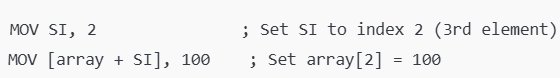 MOV SI, 2                  ; Set SI to index 2 (3rd element)
MOV [array + SI], 100    ; Set array[2] = 100